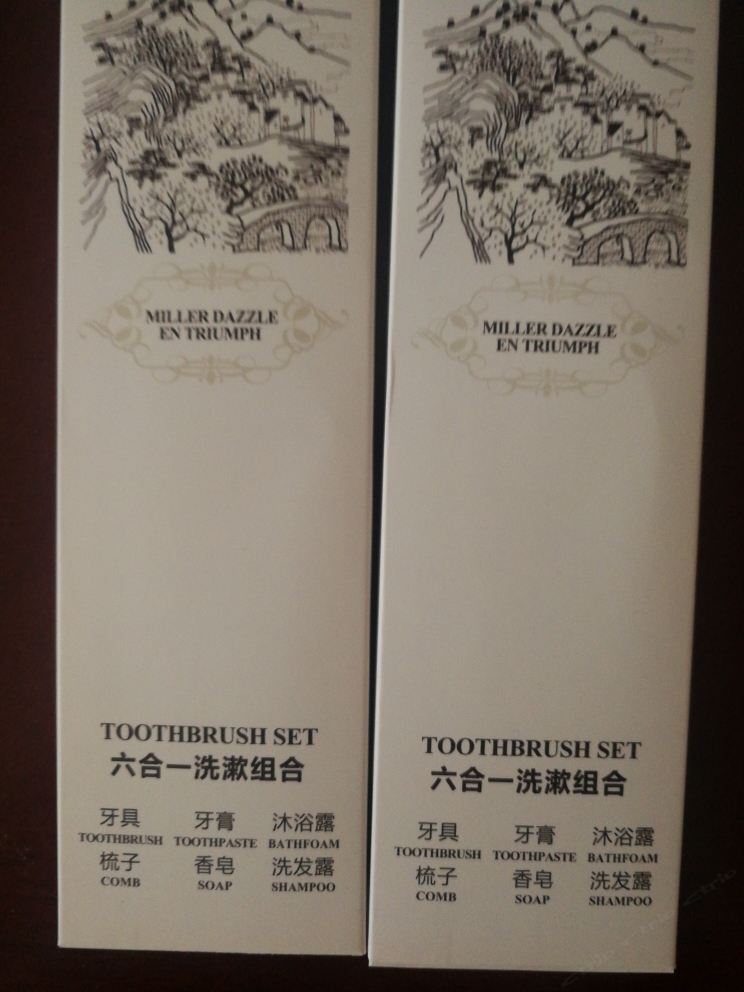 MILLER DAZZLE
EN TRIUMPH
TOOTHBRUSH SET
六合一洗漱组合
牙具 牙膏 沐浴露
TOOTHBRUSH TOOTHPASTE BATHFOAM
梳子 香皂 洗发露
COMB SOAP SHAMPOO
MILLER DAZZLE
EN TRIUMPH
TOOTHBRUSH SET
六合一洗漱组合
牙具 牙膏 沐浴露
TOOTHBRUSH TOOTHPASTE BATHFOAM
梳子 香皂 洗发露
COMB SOAP SHAMPOO